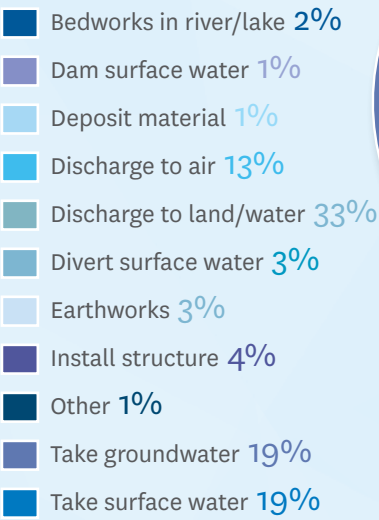 Bedworks in river/lake 2%
Dam surface water 1%
Deposit material 1%
Discharge to air 13%
Discharge to land/water 33%
Divert surface water 3%
Earthworks 3%
Install structure 4%
Other 1%
Take groundwater 19%
Take surface water 19%